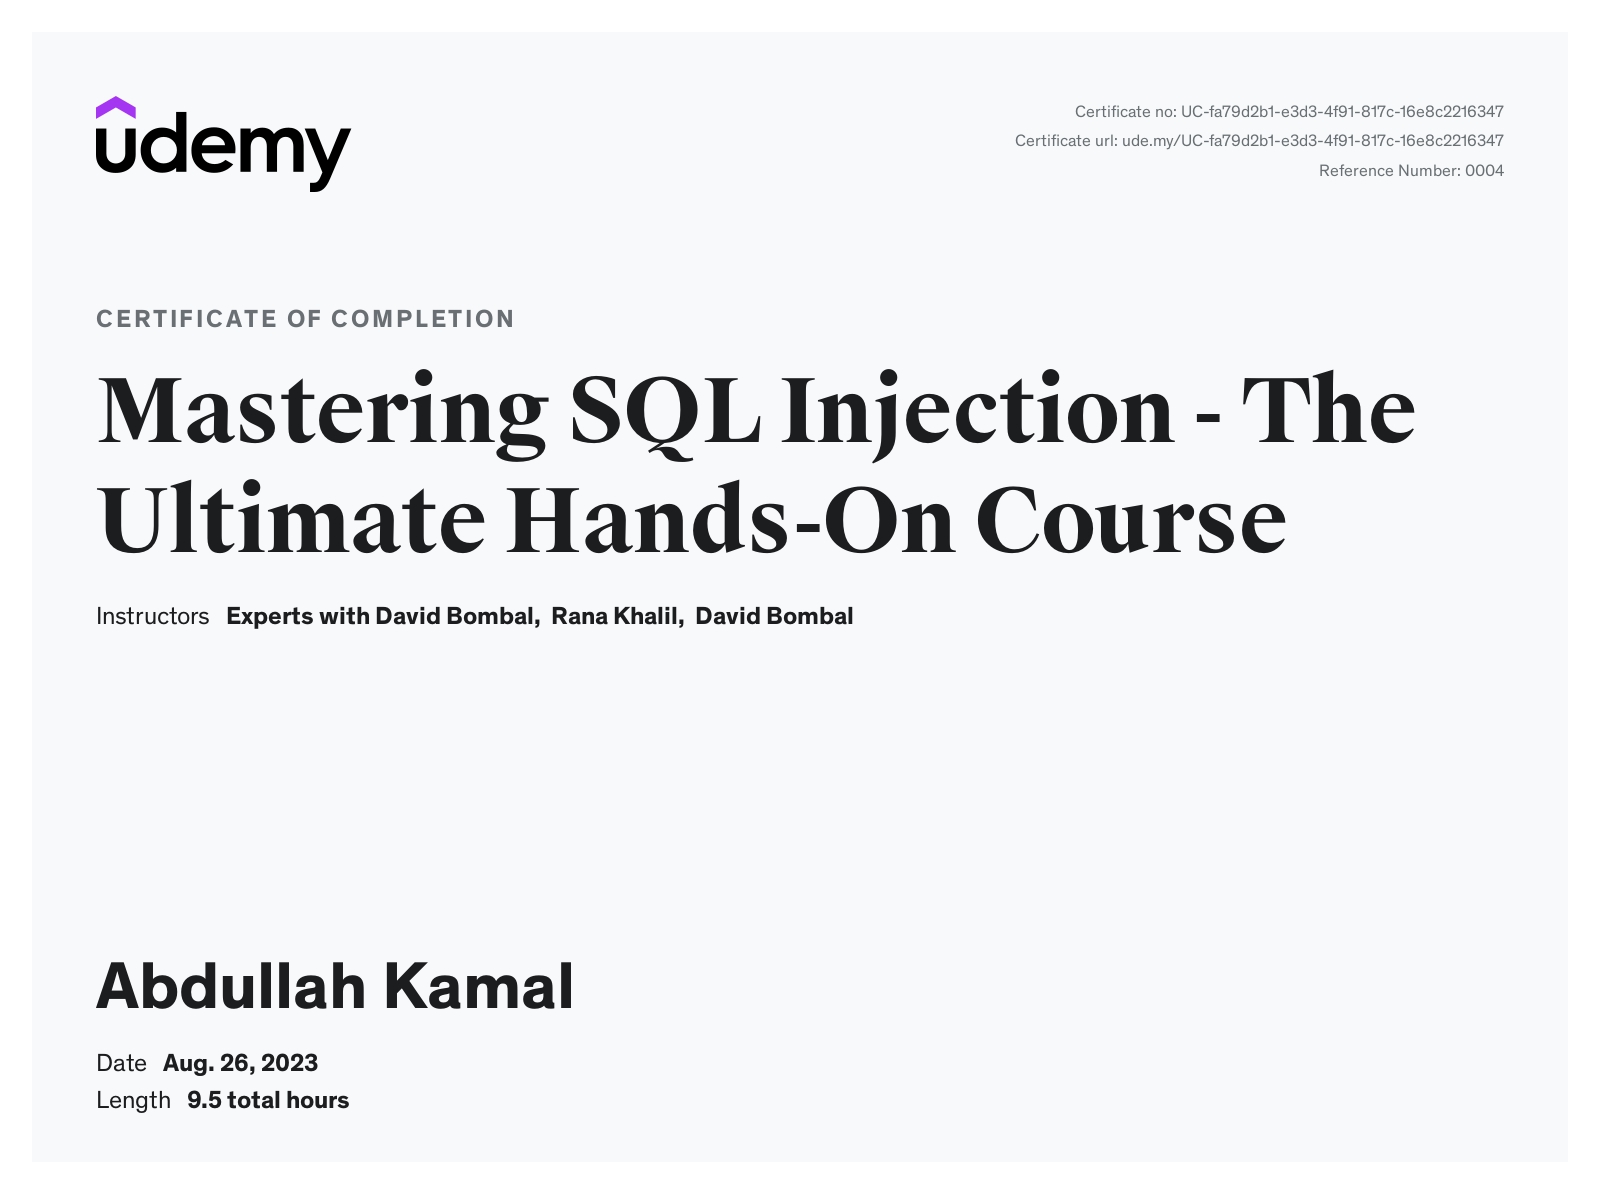 udemy
Certificate no: UC-fa79d2b1-e3d3-4f91-817c-16e8c2216347
Certificate url: ude.my/UC-fa79d2b1-e3d3-4f91-817c-16e8c2216347
Reference Number: 0004
CERTIFICATE OF COMPLETION
Mastering SQL Injection - The
Ultimate Hands-On Course
Instructors Experts with David Bombal, Rana Khalil, David Bombal
Abdullah Kamal
Date Aug. 26, 2023
Length 9.5 total hours